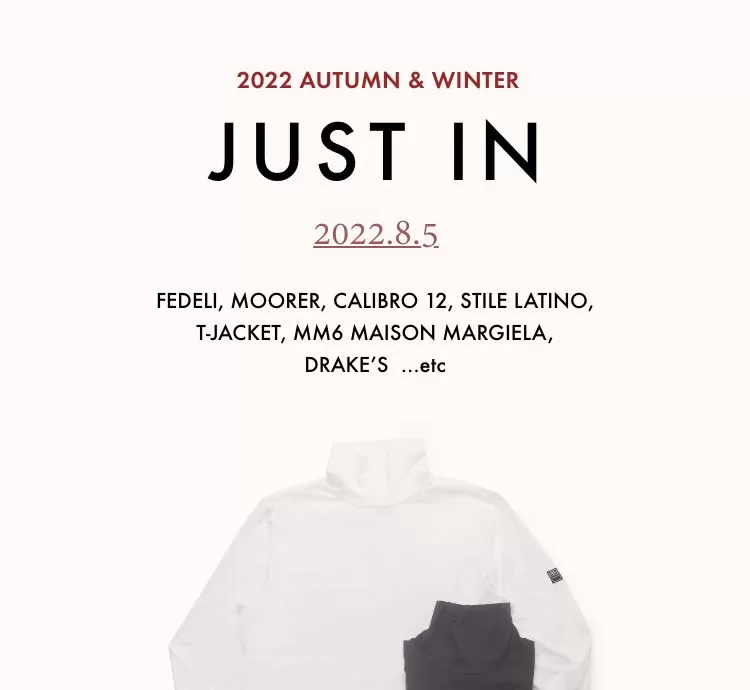 2022 AUTUMN & WINTER
JUST IN
2022.8.5
FEDELI, MOORER, CALIBRO 12, STILE LATINO,
T-JACKET, MM6 MAISON MARGIELA,
DRAKE’S ...etc